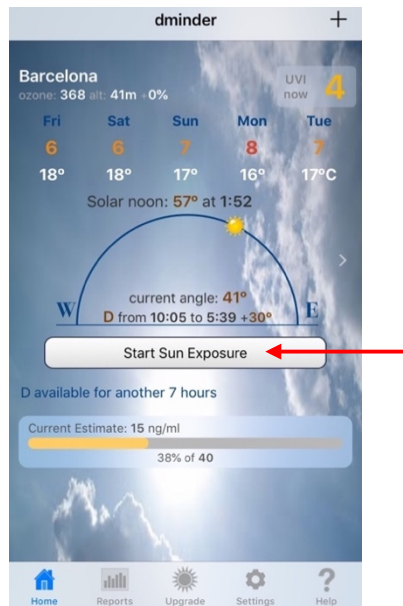 dminder +
Barcelona
ozone: 368 alt: 41m +0%
UVI
now 4
Fri Sat Sun Mon Tue
6 6 7 8 7
18º 18º 17º 16º 17ºC
Solar noon: 57º at 1:52
current angle: 41º
W D from 10:05 to 5:39 +30º E
Start Sun Exposure
D available for another 7 hours
Current Estimate: 15 ng/ml
38% of 40
Home Reports Upgrade Settings Help